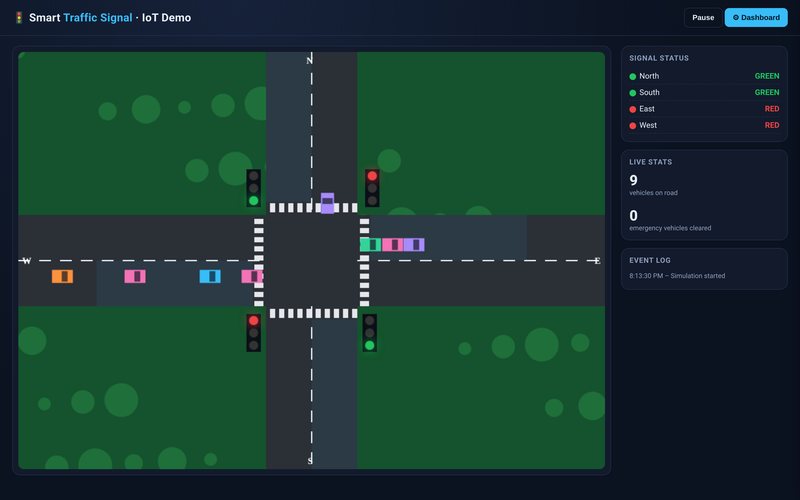 🚦 Smart Traffic Signal · IoT Demo
Pause
⚙ Dashboard
N
W
E
S
SIGNAL STATUS
North GREEN
South GREEN
East RED
West RED
LIVE STATS
9
vehicles on road
0
emergency vehicles cleared
EVENT LOG
8:13:30 PM – Simulation started